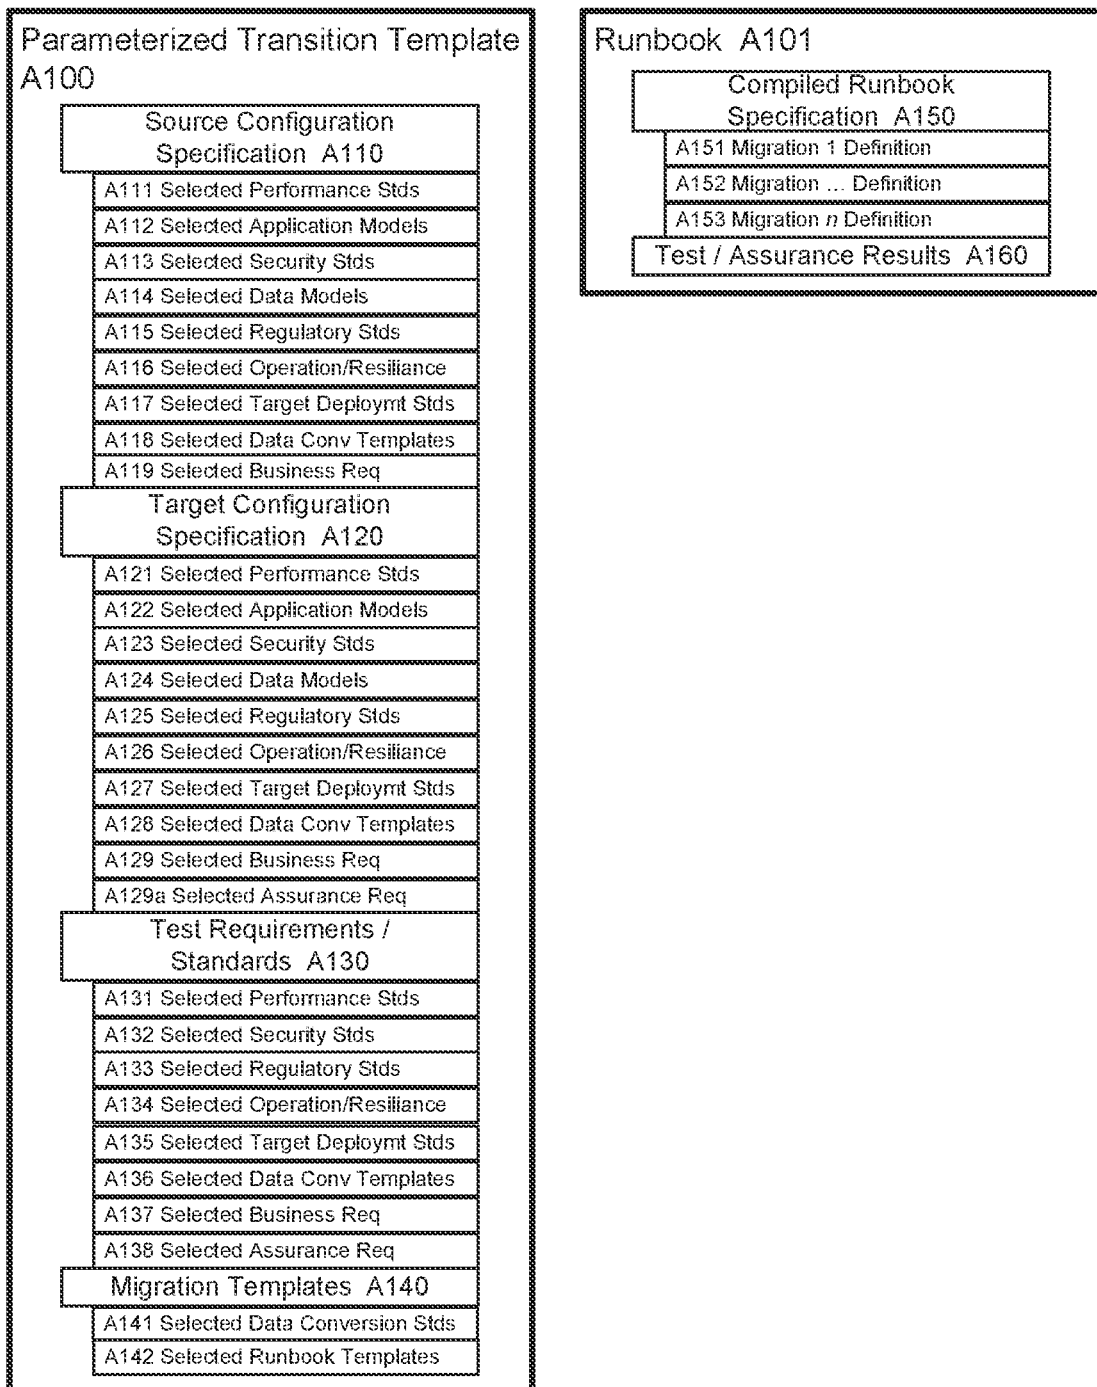 Parameterized Transition Template
A100
Source Configuration
Specification A110
A111 Selected Performance Stds
A112 Selected Application Models
A113 Selected Security Stds
A114 Selected Data Models
A115 Selected Regulatory Stds
A116 Selected Operation/Resiliance
A117 Selected Target Deploymt Stds
A118 Selected Data Conv Templates
A119 Selected Business Req
Target Configuration
Specification A120
A121 Selected Performance Stds
A122 Selected Application Models
A123 Selected Security Stds
A124 Selected Data Models
A125 Selected Regulatory Stds
A126 Selected Operation/Resiliance
A127 Selected Target Deploymt Stds
A128 Selected Data Conv Templates
A129 Selected Business Req
A129a Selected Assurance Req
Test Requirements /
Standards A130
A131 Selected Performance Stds
A132 Selected Security Stds
A133 Selected Regulatory Stds
A134 Selected Operation/Resiliance
A135 Selected Target Deploymt Stds
A136 Selected Data Conv Templates
A137 Selected Business Req
A138 Selected Assurance Req
Migration Templates A140
A141 Selected Data Conversion Stds
A142 Selected Runbook Templates
Runbook A101
Compiled Runbook
Specification A150
A151 Migration 1 Definition
A152 Migration ... Definition
A153 Migration n Definition
Test / Assurance Results A160